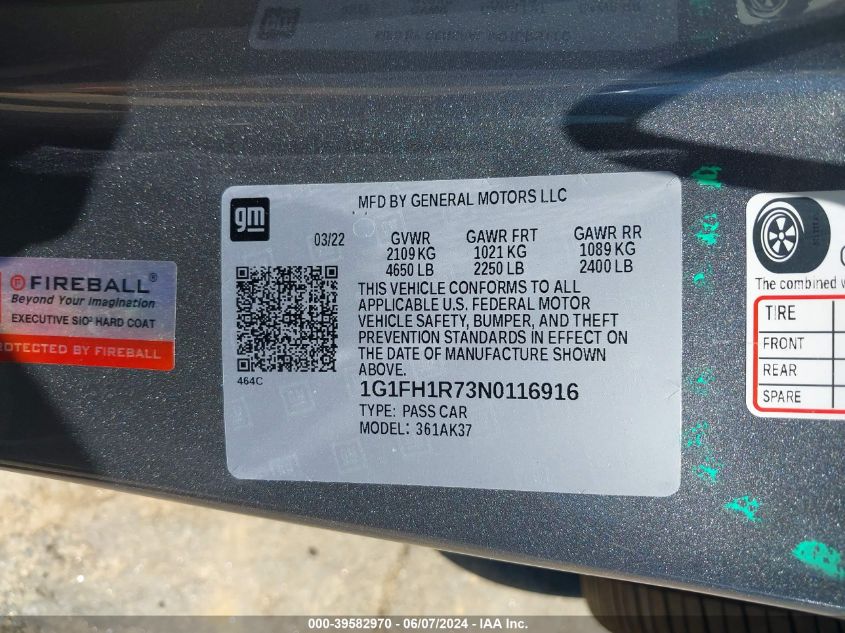 gm
MFD BY GENERAL MOTORS LLC
03/22
GVWR GAWR FRT GAWR RR
2109 KG 1021 KG 1089 KG
4650 LB 2250 LB 2400 LB
THIS VEHICLE CONFORMS TO ALL
APPLICABLE U.S. FEDERAL MOTOR
VEHICLE SAFETY, BUMPER, AND THEFT
PREVENTION STANDARDS IN EFFECT ON
THE DATE OF MANUFACTURE SHOWN
ABOVE.
464C
1G1FH1R73N0116916
TYPE: PASS CAR
MODEL: 361AK37
FIREBALL®
Beyond Your Imagination
EXECUTIVE SiO² HARD COAT
PROTECTED BY FIREBALL
The combined
TIRE
FRONT
REAR
SPARE
000-39582970 - 06/07/2024 - IAA Inc.